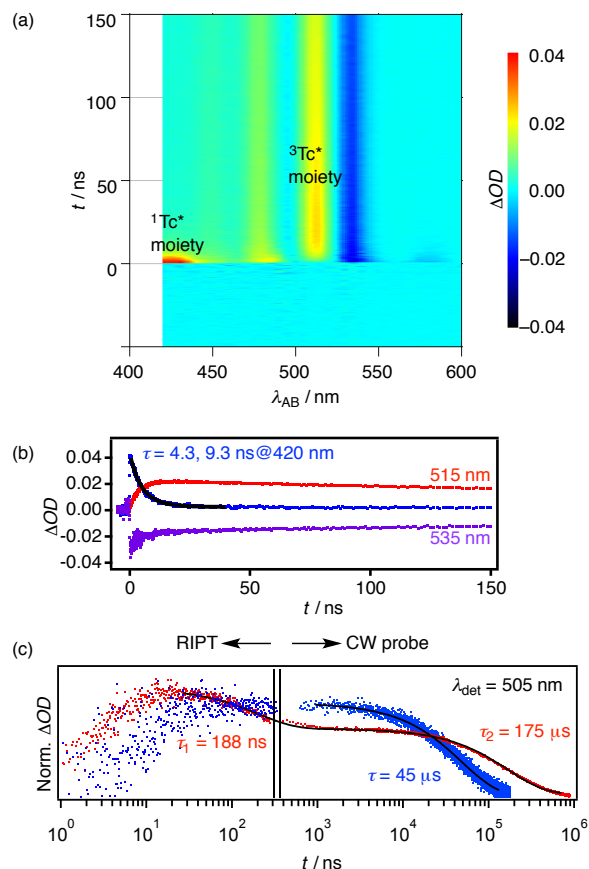 (a)
150
100
50
0
t / ns
¹Tc*
moiety
³Tc*
moiety
400
450
500
550
600
λAB / nm
0.04
0.02
0.00
−0.02
−0.04
ΔOD
(b)
0.04
0.02
0.00
-0.02
-0.04
ΔOD
τ = 4.3, 9.3 ns@420 nm
515 nm
535 nm
0
50
100
150
t / ns
RIPT
CW probe
(c)
λdet = 505 nm
Norm. ΔOD
τ1 = 188 ns
τ2 = 175 μs
τ = 45 μs
10⁰
10¹
10²
10³
10⁴
10⁵
10⁶
t / ns